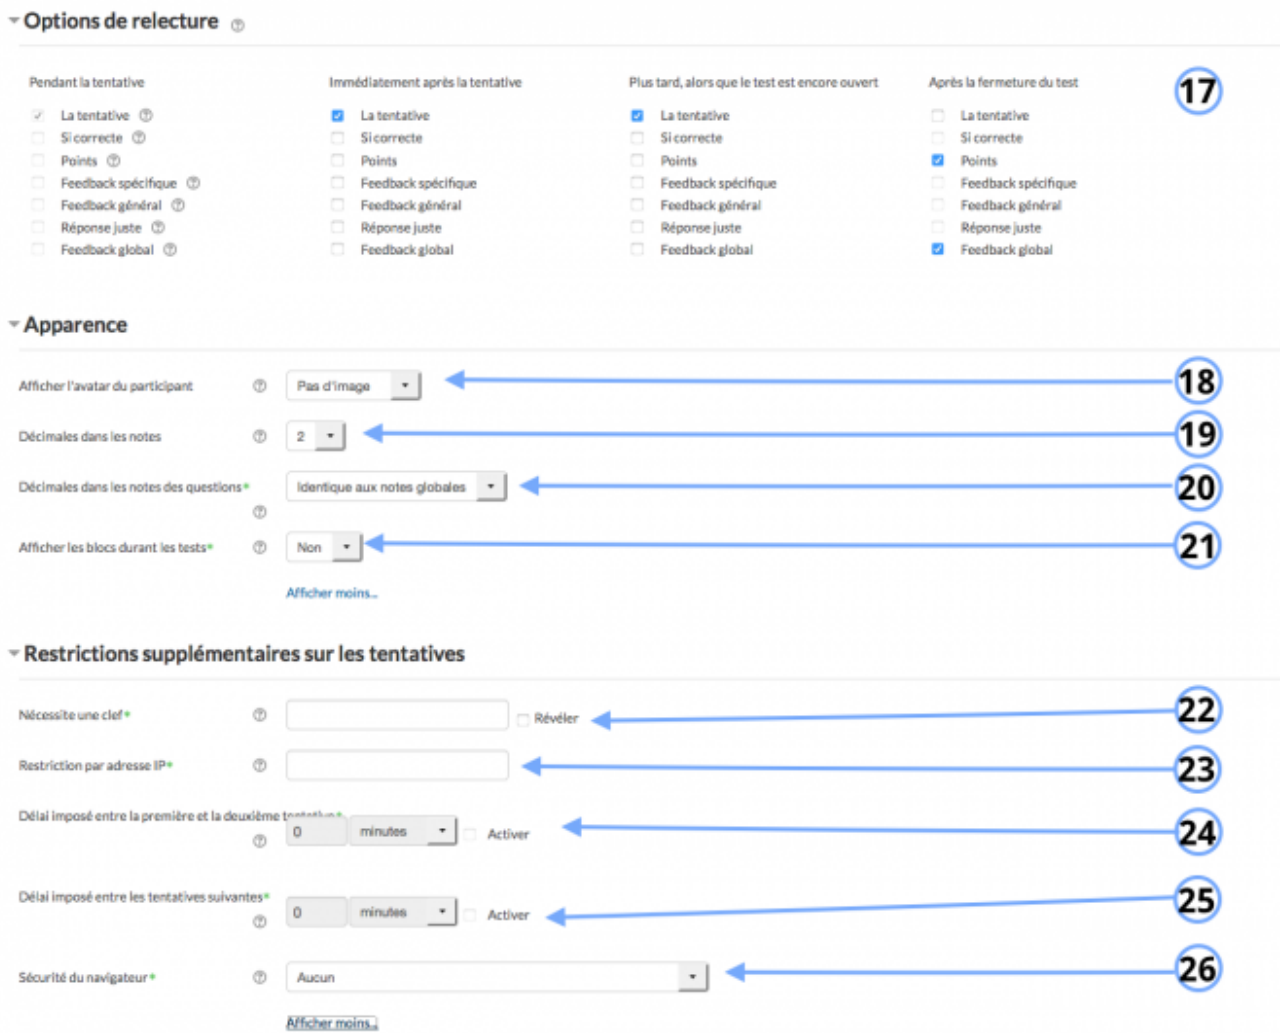 Options de relecture
Pendant la tentative Immédiatement après la tentative Plus tard, alors que le test est encore ouvert Après la fermeture du test 17
La tentative La tentative La tentative La tentative
Si correcte Si correcte Si correcte Si correcte
Points Points Points Points
Feedback spécifique Feedback spécifique Feedback spécifique Feedback spécifique
Feedback général Feedback général Feedback général Feedback général
Réponse juste Réponse juste Réponse juste Réponse juste
Feedback global Feedback global Feedback global Feedback global
Apparence
Afficher l'avatar du participant Pas d'image 18
Décimales dans les notes 2 19
Décimales dans les notes des questions* Identique aux notes globales 20
Afficher les blocs durant les tests* Non 21
Afficher moins...
Restrictions supplémentaires sur les tentatives
Nécessite une clef* Révéler 22
Restriction par adresse IP* 23
Délai imposé entre la première et la deuxième tentative*
0 minutes Activer 24
Délai imposé entre les tentatives suivantes*
0 minutes Activer 25
Sécurité du navigateur* Aucun 26
Afficher moins...